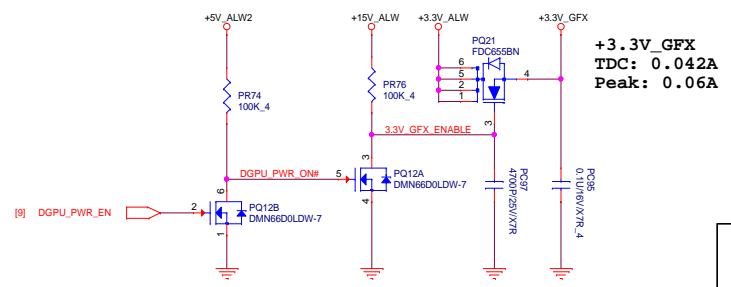 +5V_ALW2 +15V_ALW +3.3V_ALW +3.3V_GFX
PQ21
FDC655BN
+3.3V_GFX
TDC: 0.042A
Peak: 0.06A
6
5
2
1
4
3
PR74
100K_4
PR76
100K_4
3.3V_GFX_ENABLE
3
DGPU_PWR_ON# 5
PQ12A
DMN66D0LDW-7
4
6
[9] DGPU_PWR_EN 2
PQ12B
DMN66D0LDW-7
1
PC97
4700P/25V/X7R
PC95
0.1U/16V/X7R_4